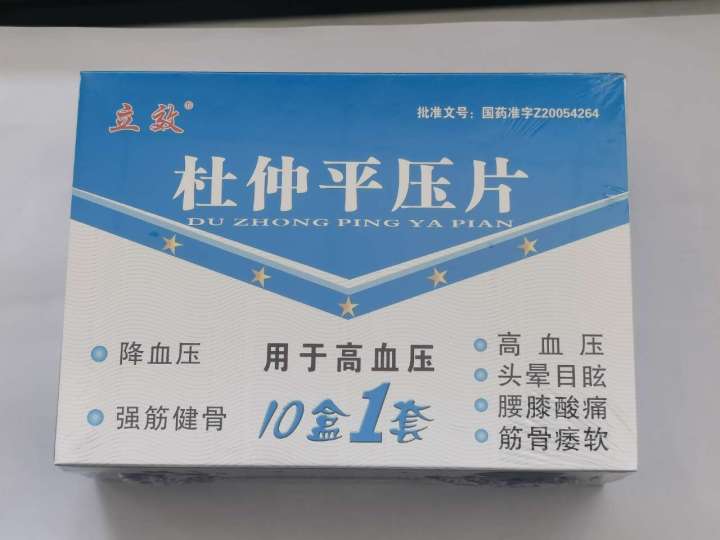 立效®
批准文号：国药准字Z20054264
杜仲平压片
DU ZHONG PING YA PIAN
降血压
强筋健骨
用于高血压
10盒1套
高血压
头晕目眩
腰膝酸痛
筋骨痿软